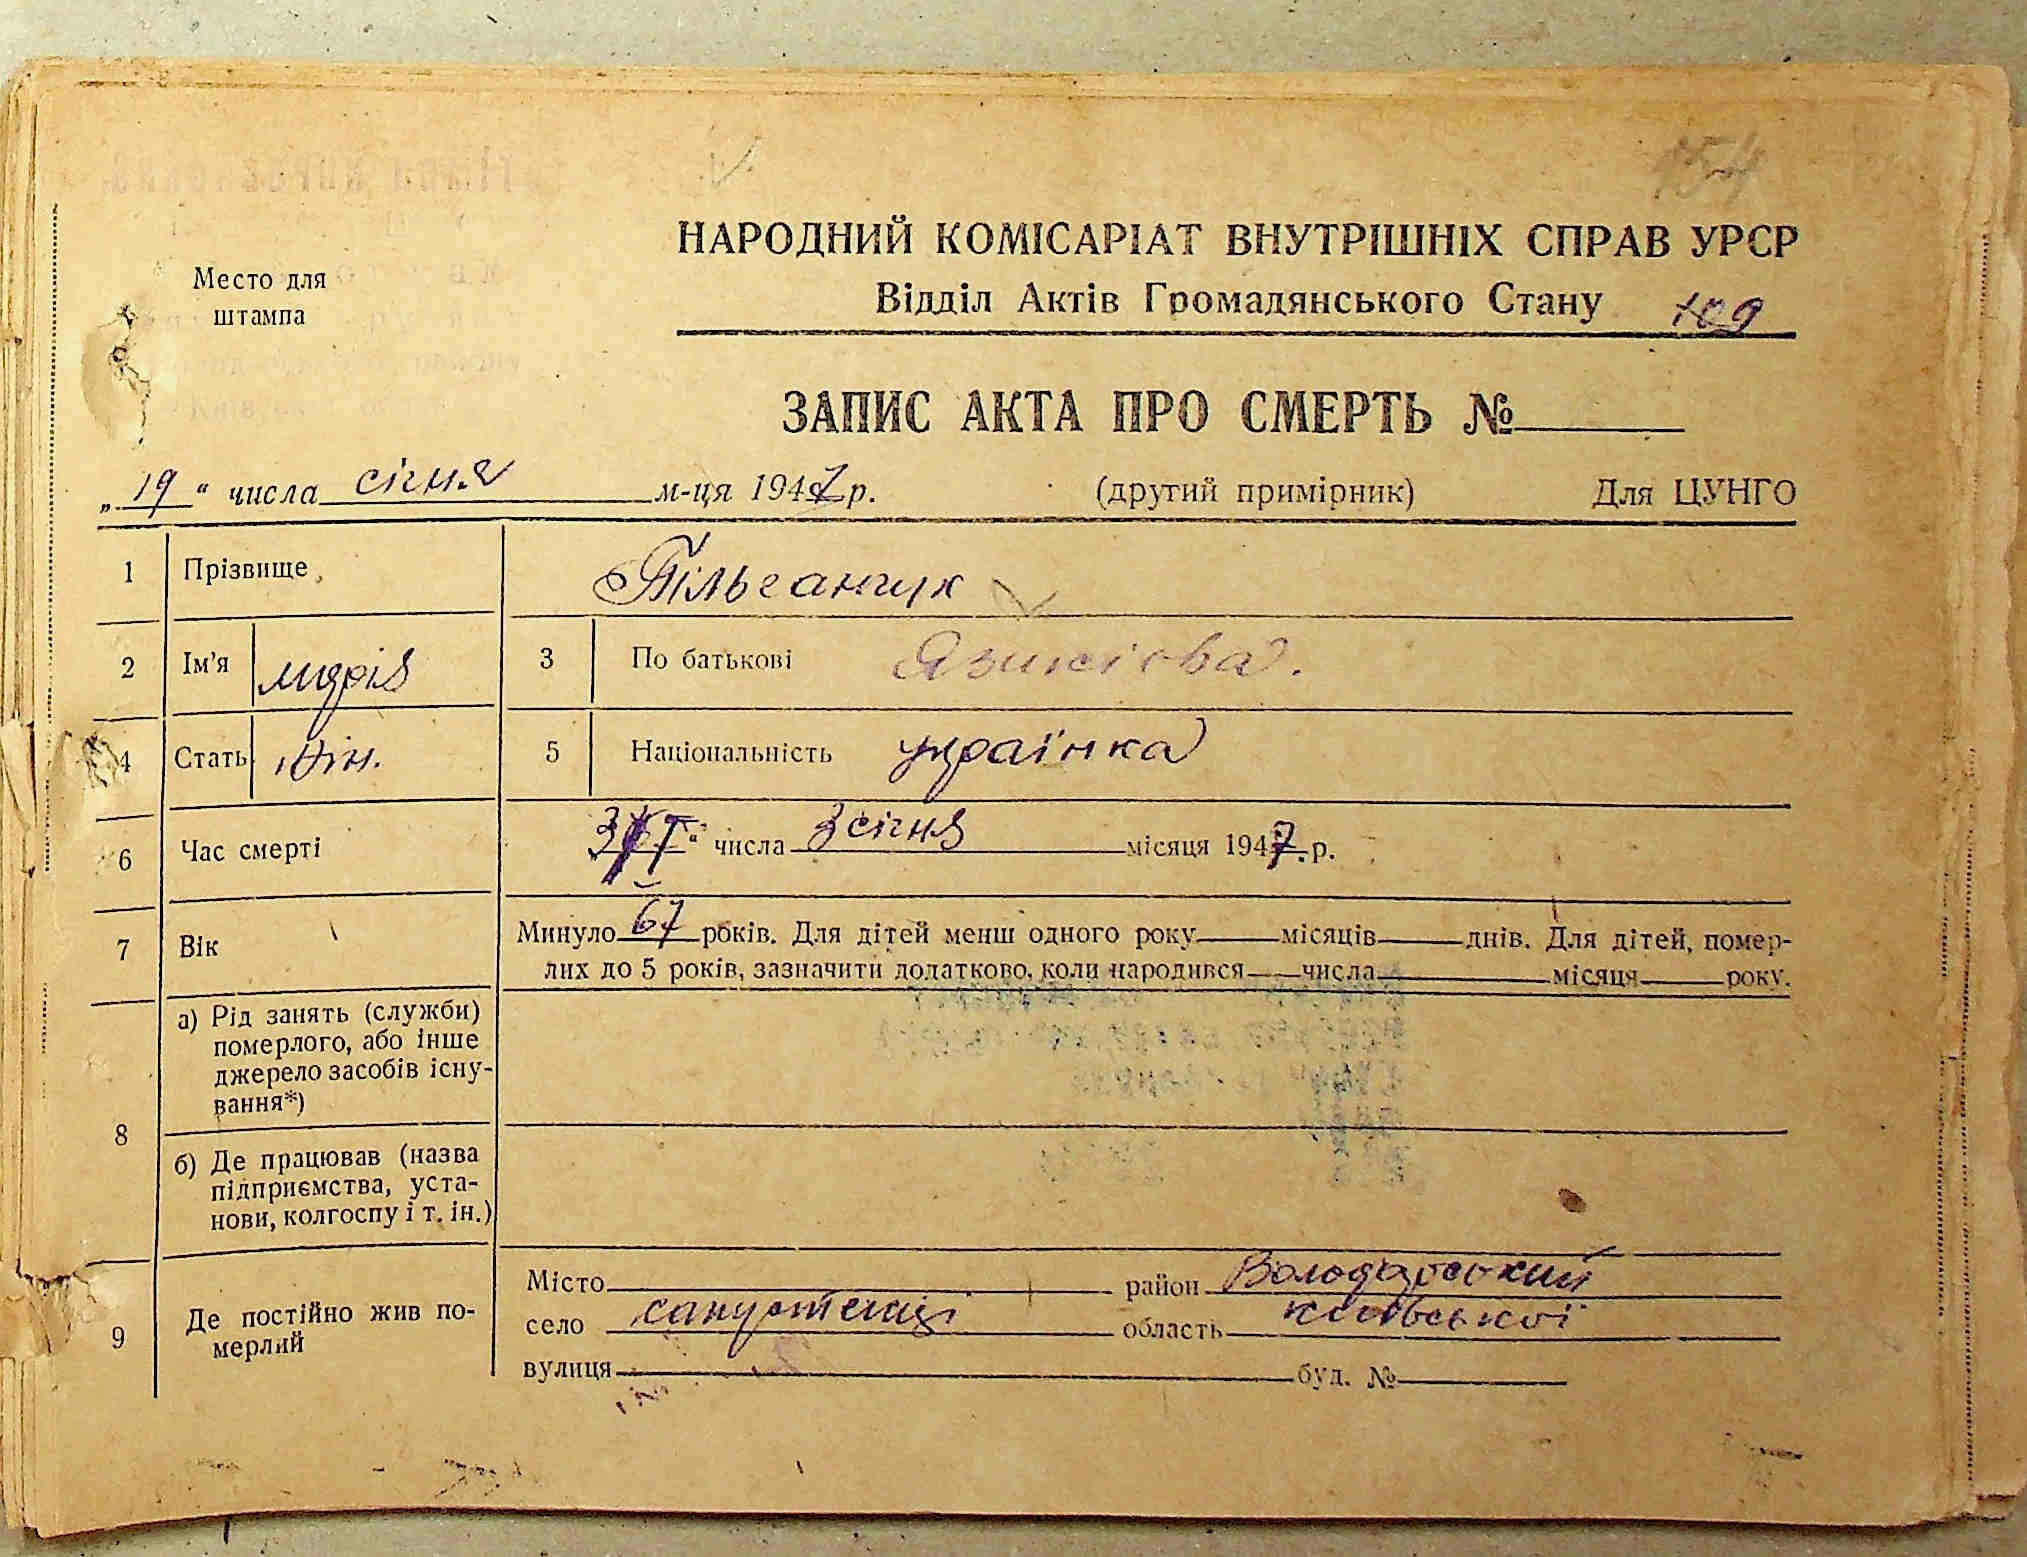 154
НАРОДНИЙ КОМІСАРІАТ ВНУТРІШНІХ СПРАВ УРСР
Место для штампа
Відділ Актів Громадянського Стану 109
ЗАПИС АКТА ПРО СМЕРТЬ №
„19“ числа січня м-ця 1947 р. (другий примірник) Для ЦУНГО
1 Прізвище
2 Ім'я марія 3 По батькові
4 Стать жін. 5 Національність українка
6 Час смерті числа січня місяця 1947 р.
7 Вік Минуло 67 років. Для дітей менш одного року місяців днів. Для дітей, помер-
лих до 5 років, зазначити додатково, коли народився числа місяця року.
8 а) Рід занять (служби)
померлого, або інше
джерело засобів існу-
вання*)
б) Де працював (назва
підприємства, уста-
нови, колгоспу і т. ін.)
9 Де постійно жив по-
мерлий
Місто район Володарський
село область київської
вулиця буд. №